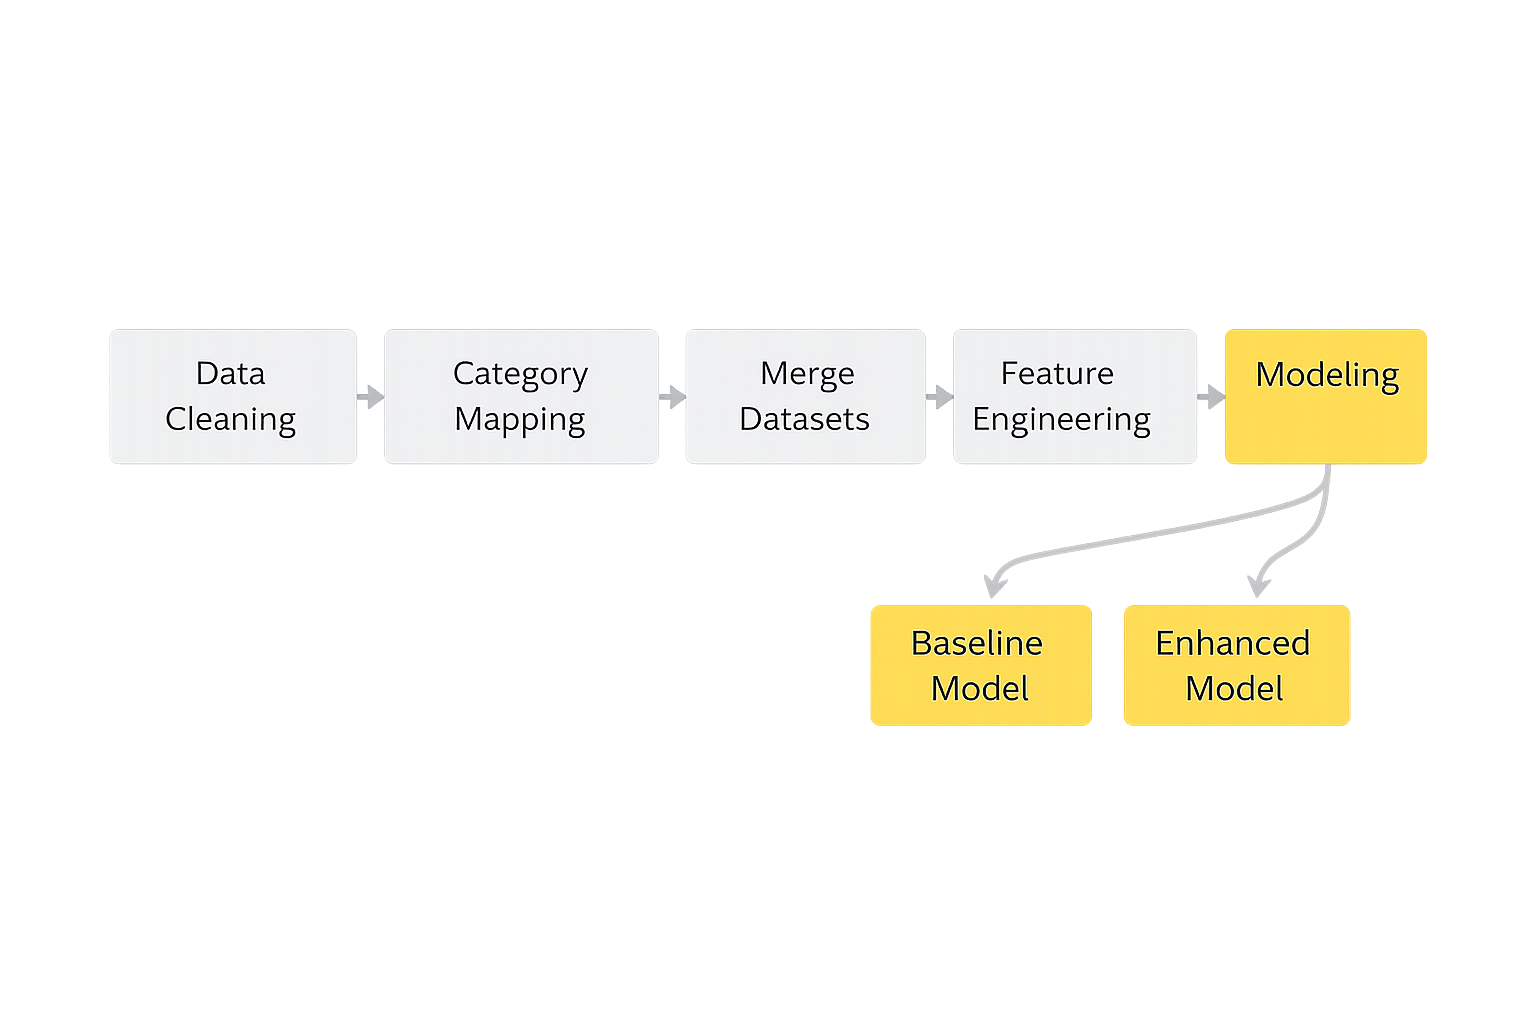 Data
Cleaning
Category
Mapping
Merge
Datasets
Feature
Engineering
Modeling
Baseline
Model
Enhanced
Model